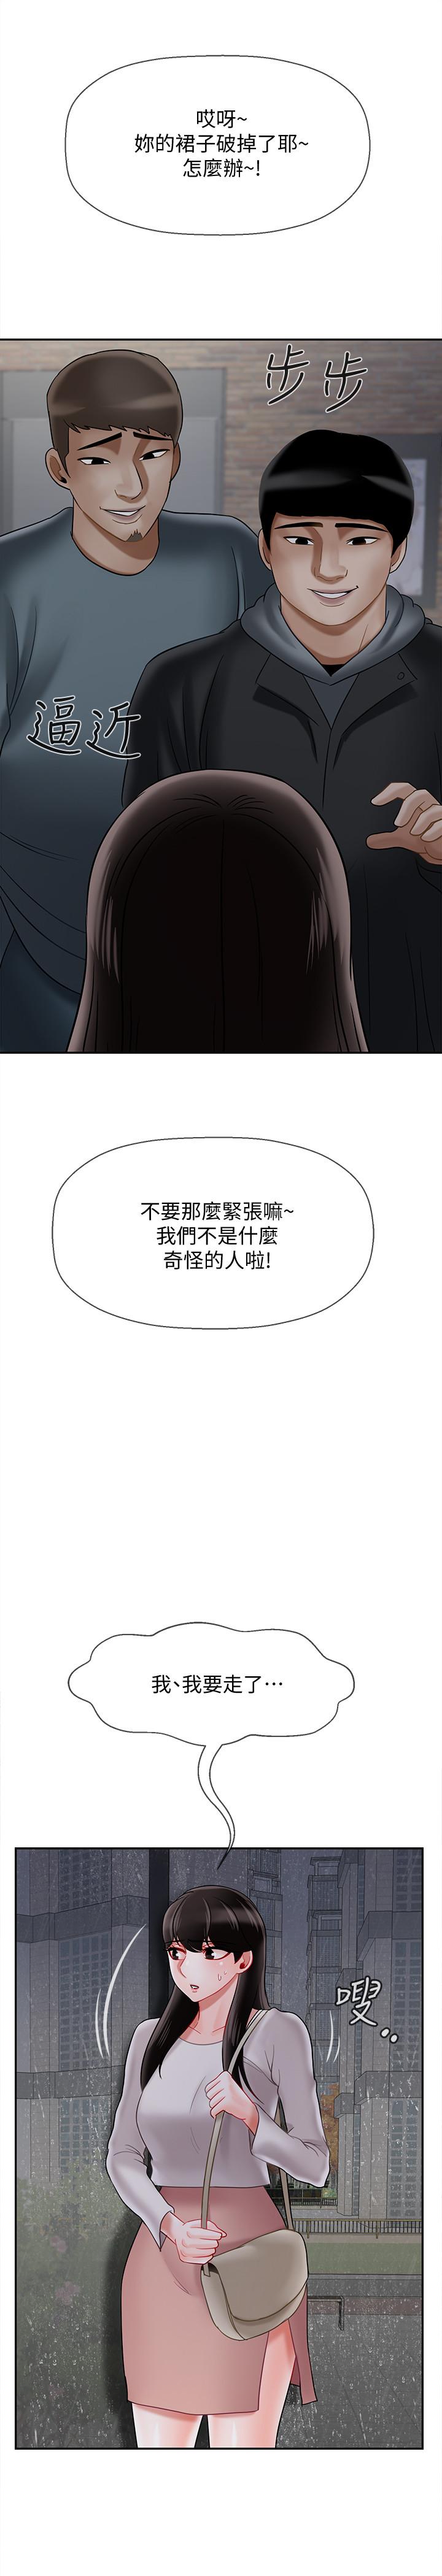 哎呀~
妳的裙子破掉了耶~
怎麼辦~!
步步
逼近
不要那麼緊張嘛~
我們不是什麼
奇怪的人啦!
我、我要走了…
嗖..